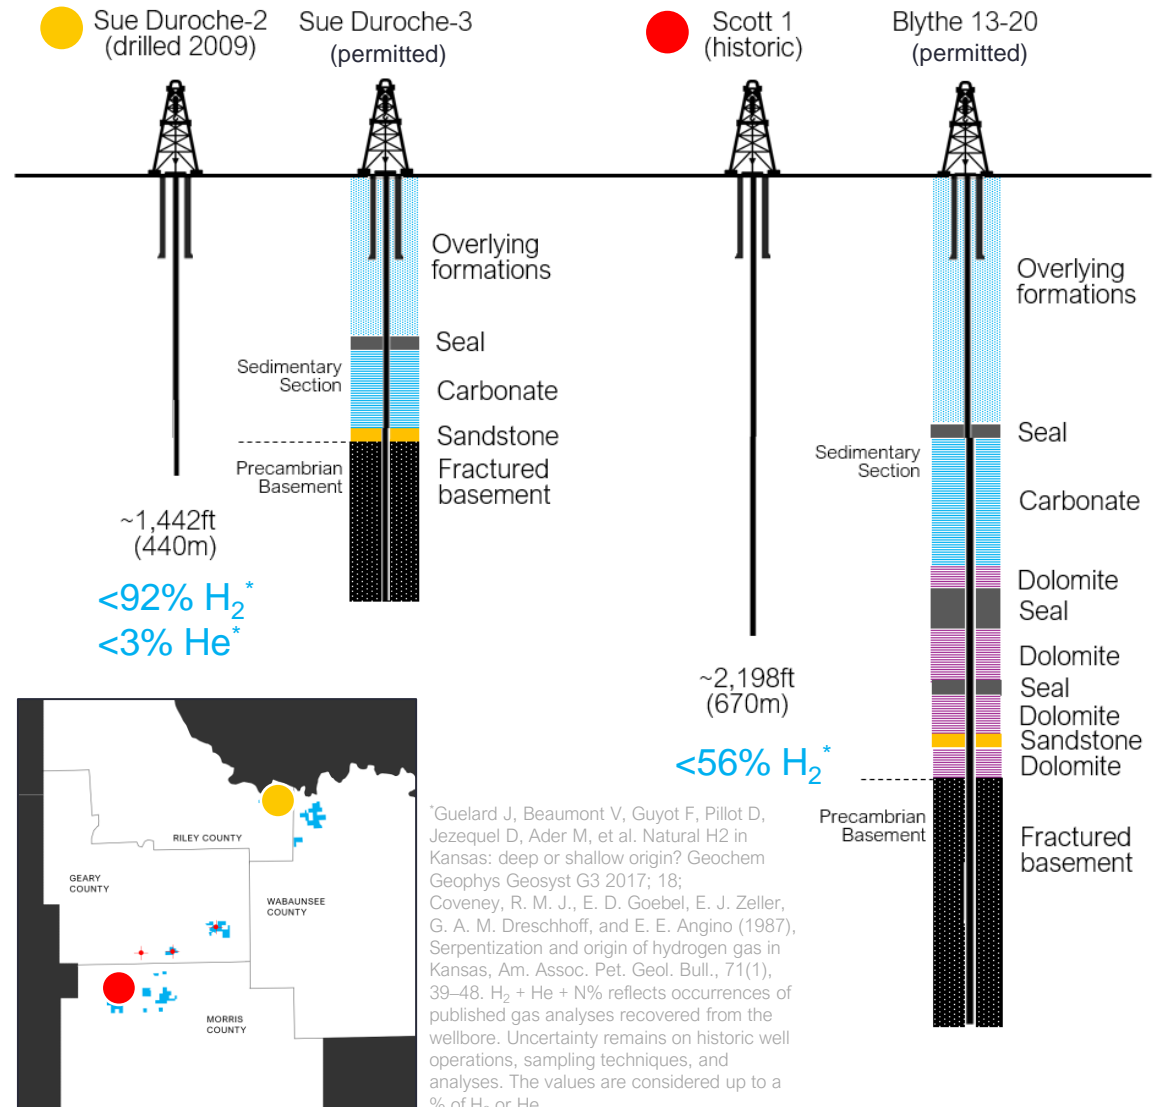 Sue Duroche-2
(drilled 2009)
Sue Duroche-3
(permitted)
Scott 1
(historic)
Blythe 13-20
(permitted)
Overlying
formations
Seal
Sedimentary
Section
Carbonate
Sandstone
Precambrian
Basement
Fractured
basement
~1,442ft
(440m)
<92% H₂*
<3% He*
Overlying
formations
Seal
Sedimentary
Section
Carbonate
Dolomite
Seal
Dolomite
Seal
Dolomite
Sandstone
Dolomite
Precambrian
Basement
Fractured
basement
~2,198ft
(670m)
<56% H₂*
RILEY COUNTY
GEARY
COUNTY
WABAUNSEE
COUNTY
MORRIS
COUNTY
*Guelard J, Beaumont V, Guyot F, Pillot D,
Jezequel D, Ader M, et al. Natural H2 in
Kansas: deep or shallow origin? Geochem
Geophys Geosyst G3 2017; 18;
Coveney, R. M. J., E. D. Goebel, E. J. Zeller,
G. A. M. Dreschhoff, and E. E. Angino (1987),
Serpentization and origin of hydrogen gas in
Kansas, Am. Assoc. Pet. Geol. Bull., 71(1),
39–48. H₂ + He + N% reflects occurrences of
published gas analyses recovered from the
wellbore. Uncertainty remains on historic well
operations, sampling techniques, and
analyses. The values are considered up to a
% of H₂ or He